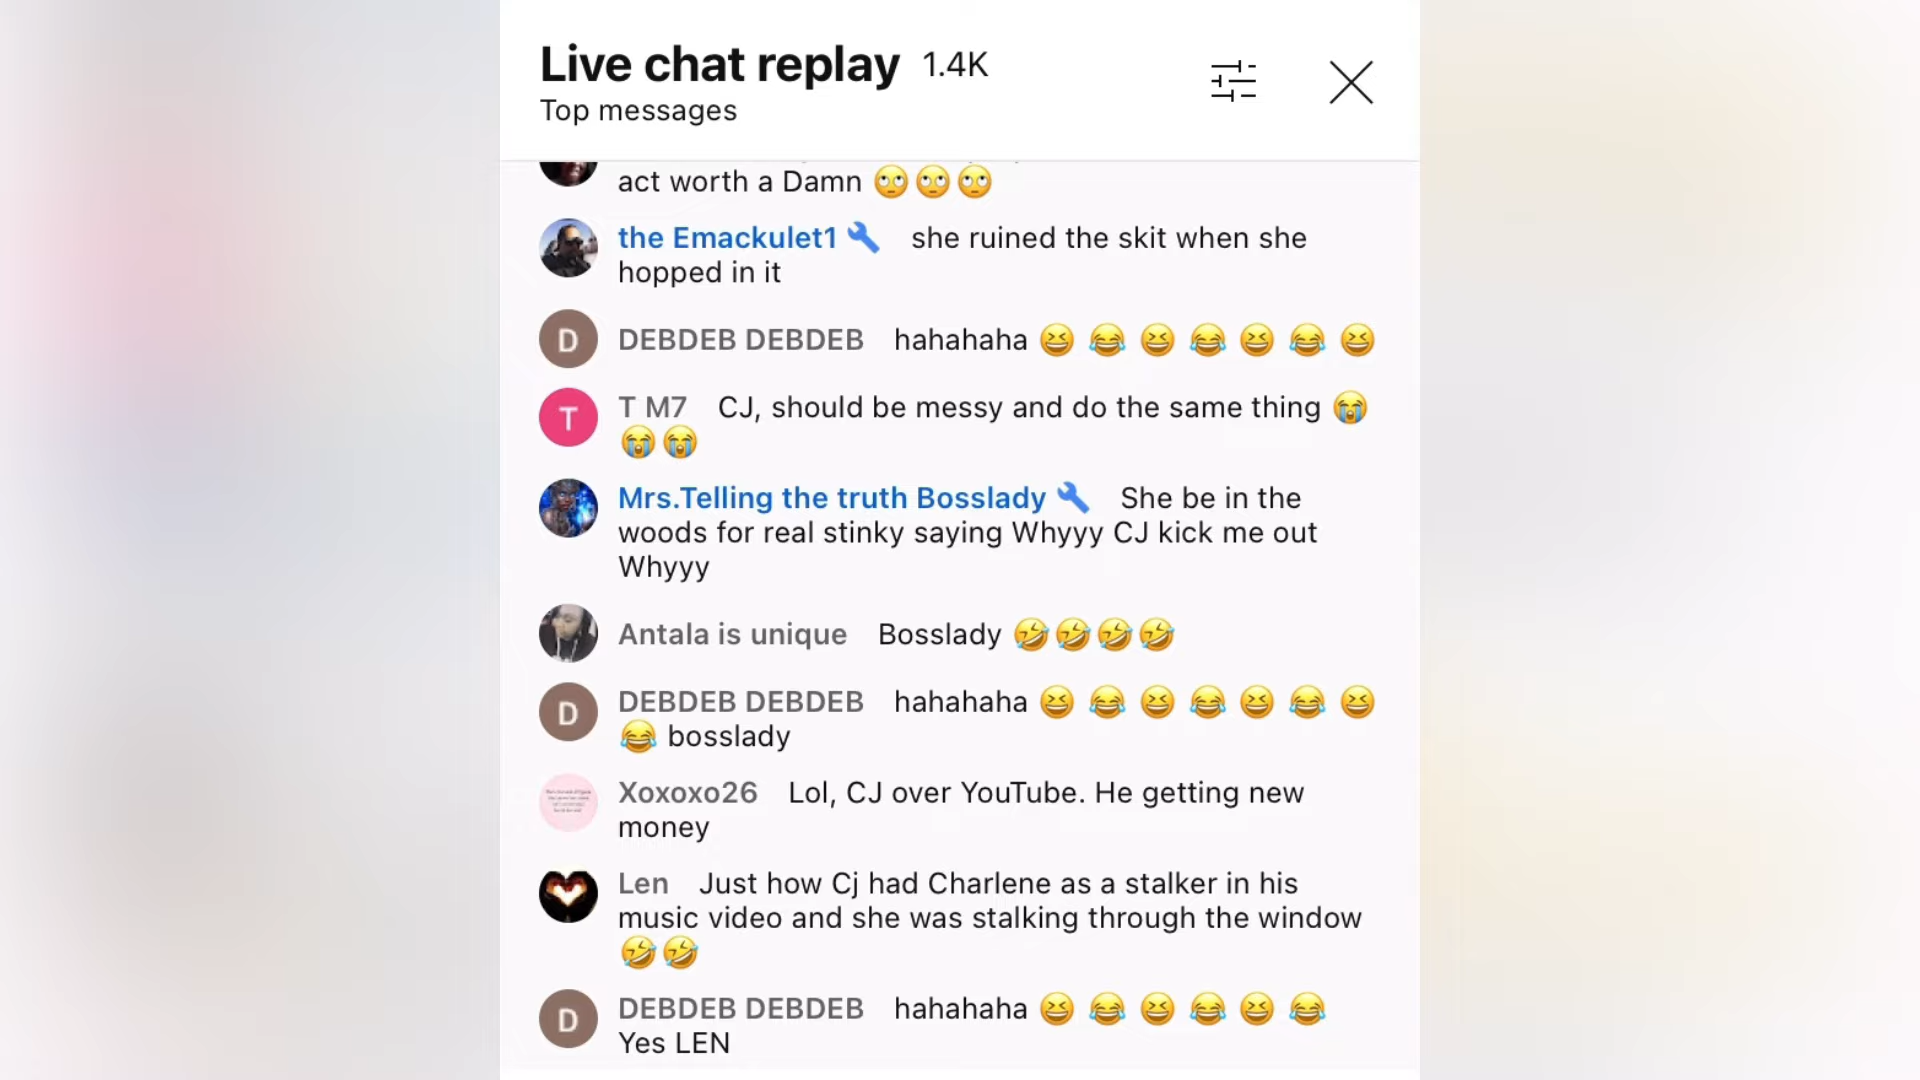 Live chat replay 1.4K
Top messages
act worth a Damn 🙄🙄🙄
the Emackulet1 🔧 she ruined the skit when she
hopped in it
D DEBDEB DEBDEB hahahaha 😆 😂 😆 😂 😆 😂 😆
T T M7 CJ, should be messy and do the same thing 😭
😭😭
Mrs.Telling the truth Bosslady 🔧 She be in the
woods for real stinky saying Whyyy CJ kick me out
Whyyy
Antala is unique Bosslady 🤣🤣🤣🤣
D DEBDEB DEBDEB hahahaha 😆 😂 😆 😂 😆 😂 😆
😂 bosslady
Xoxoxo26 Lol, CJ over YouTube. He getting new
money
Len Just how Cj had Charlene as a stalker in his
music video and she was stalking through the window
🤣🤣
D DEBDEB DEBDEB hahahaha 😆 😂 😆 😂 😆 😂
Yes LEN